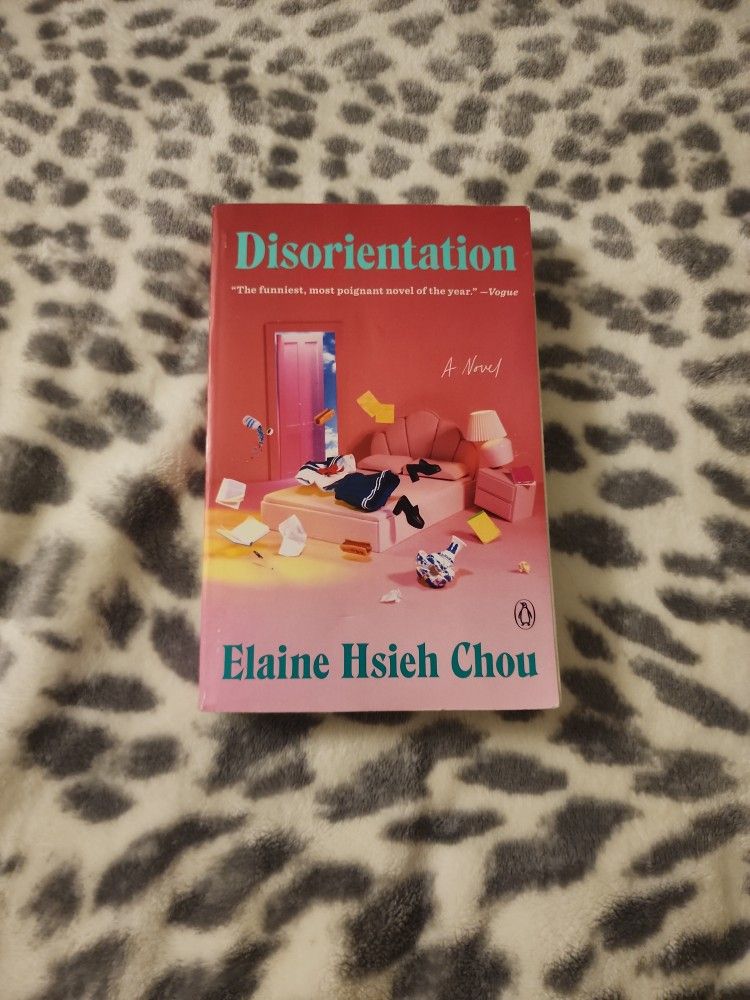 Disorientation
“The funniest, most poignant novel of the year.” —Vogue
A Novel
Elaine Hsieh Chou